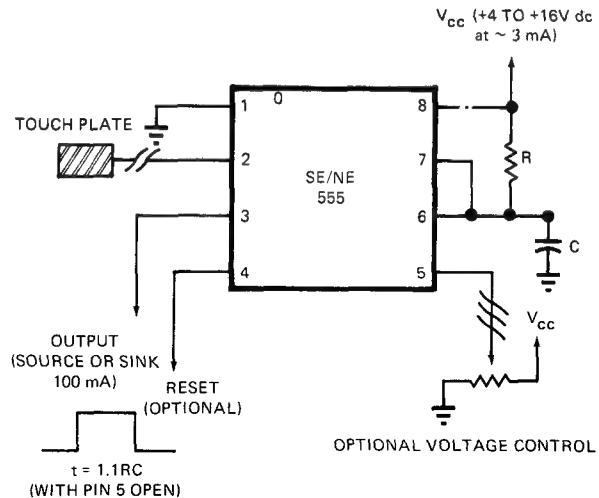 Vcc (+4 TO +16V dc
at ~ 3 mA)
TOUCH PLATE
1
0
8
2
7
3
6
4
5
SE/NE
555
R
C
Vcc
OUTPUT
(SOURCE OR SINK
100 mA)
RESET
(OPTIONAL)
OPTIONAL VOLTAGE CONTROL
t = 1.1RC
(WITH PIN 5 OPEN)